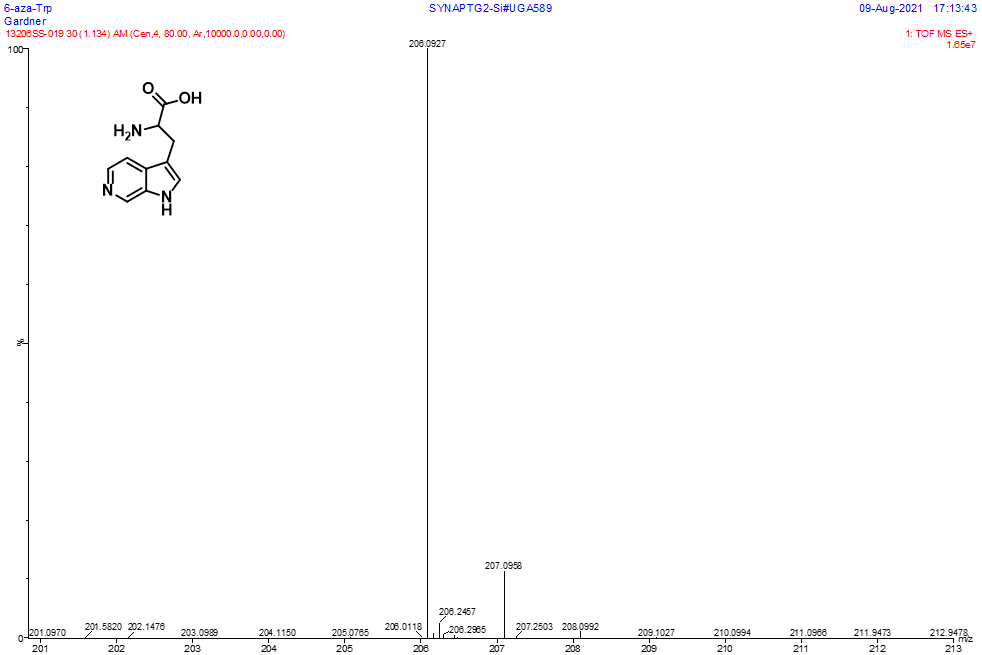 6-aza-Trp SYNAPTG2-Si#UGA589 09-Aug-2021 17:13:43
Gardner
13206SS-019 30 (1.134) AM (Cen,4, 80.00, Ar,10000.0,0.00,0.00) 1: TOF MS ES+
1.65e7
100
206.0927
O
OH
H2N
N
N
H
%
207.0958
206.2457
201.0970 201.5820 202.1476 203.0989 204.1150 205.0765 206.0118 206.2965 207.2503 208.0992 209.1027 210.0994 211.0966 211.9473 212.9478
0
m/z
201 202 203 204 205 206 207 208 209 210 211 212 213